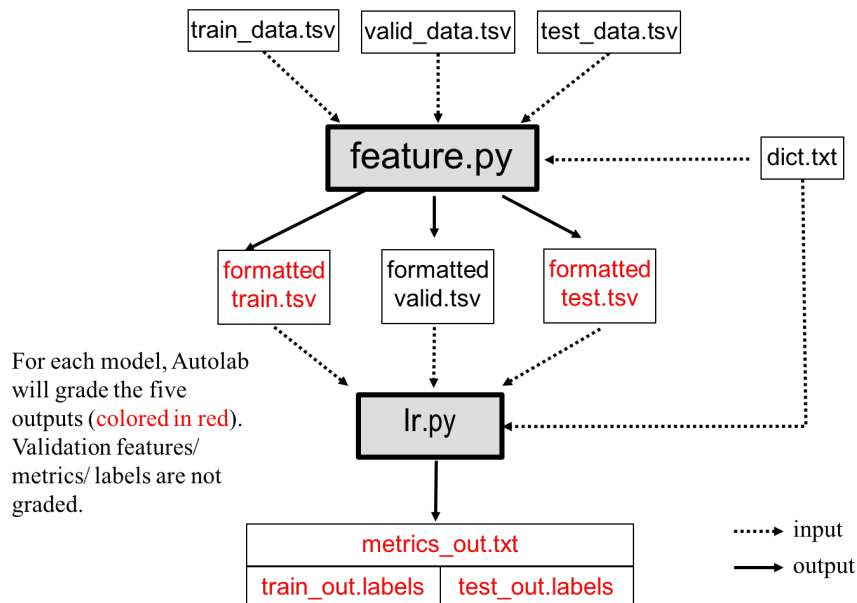 train_data.tsv
valid_data.tsv
test_data.tsv
feature.py
dict.txt
formatted
train.tsv
formatted
valid.tsv
formatted
test.tsv
For each model, Autolab
will grade the five
outputs (colored in red).
Validation features/
metrics/ labels are not
graded.
lr.py
metrics_out.txt
train_out.labels
test_out.labels
input
output